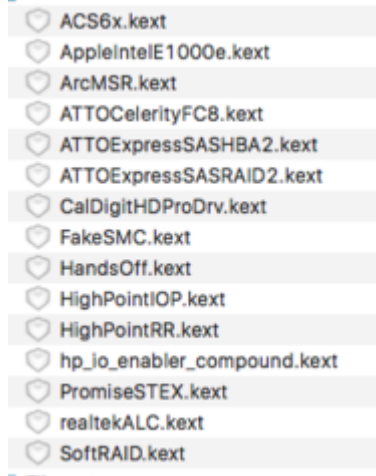 ACS6x.kext
AppleIntelE1000e.kext
ArcMSR.kext
ATTOCelerityFC8.kext
ATTOExpressSASHBA2.kext
ATTOExpressSASRAID2.kext
CalDigitHDProDrv.kext
FakeSMC.kext
HandsOff.kext
HighPointIOP.kext
HighPointRR.kext
hp_io_enabler_compound.kext
PromiseSTEX.kext
realtekALC.kext
SoftRAID.kext